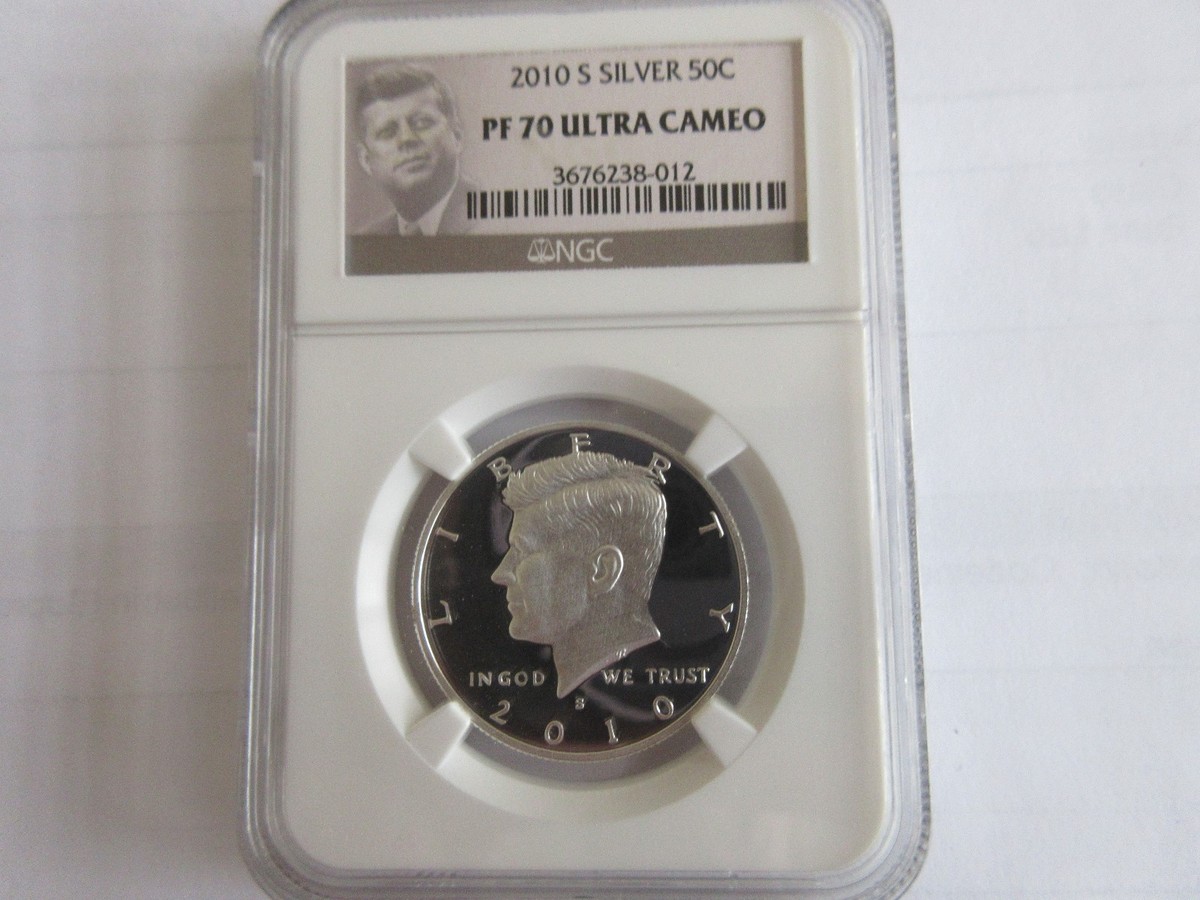 2010 S SILVER 50C
PF 70 ULTRA CAMEO
3676238-012
NGC
LIBERTY
IN GOD WE TRUST
S
2010